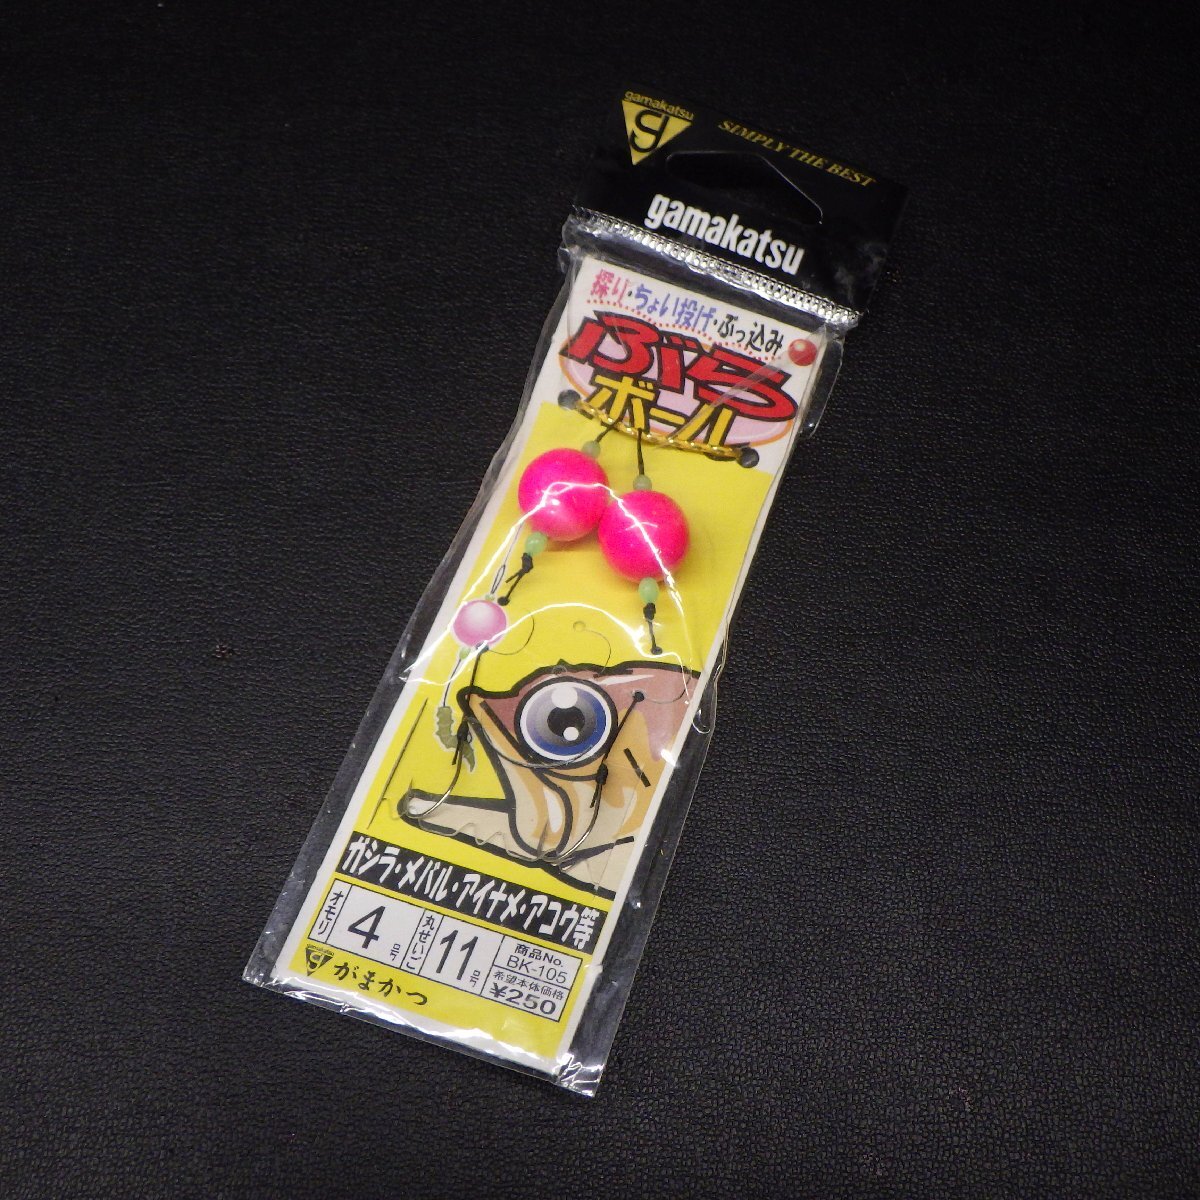 gamakatsu
g
SIMPLY THE BEST
gamakatsu
探り・ちょい投げ・ぶっ込み
ぶら
ボール
ガシラ・メバル・アイナメ・アコウ等
オモリ
4号
丸せいご
11号
商品No.
BK-105
希望本体価格
¥250
gamakatsu
g
がまかつ